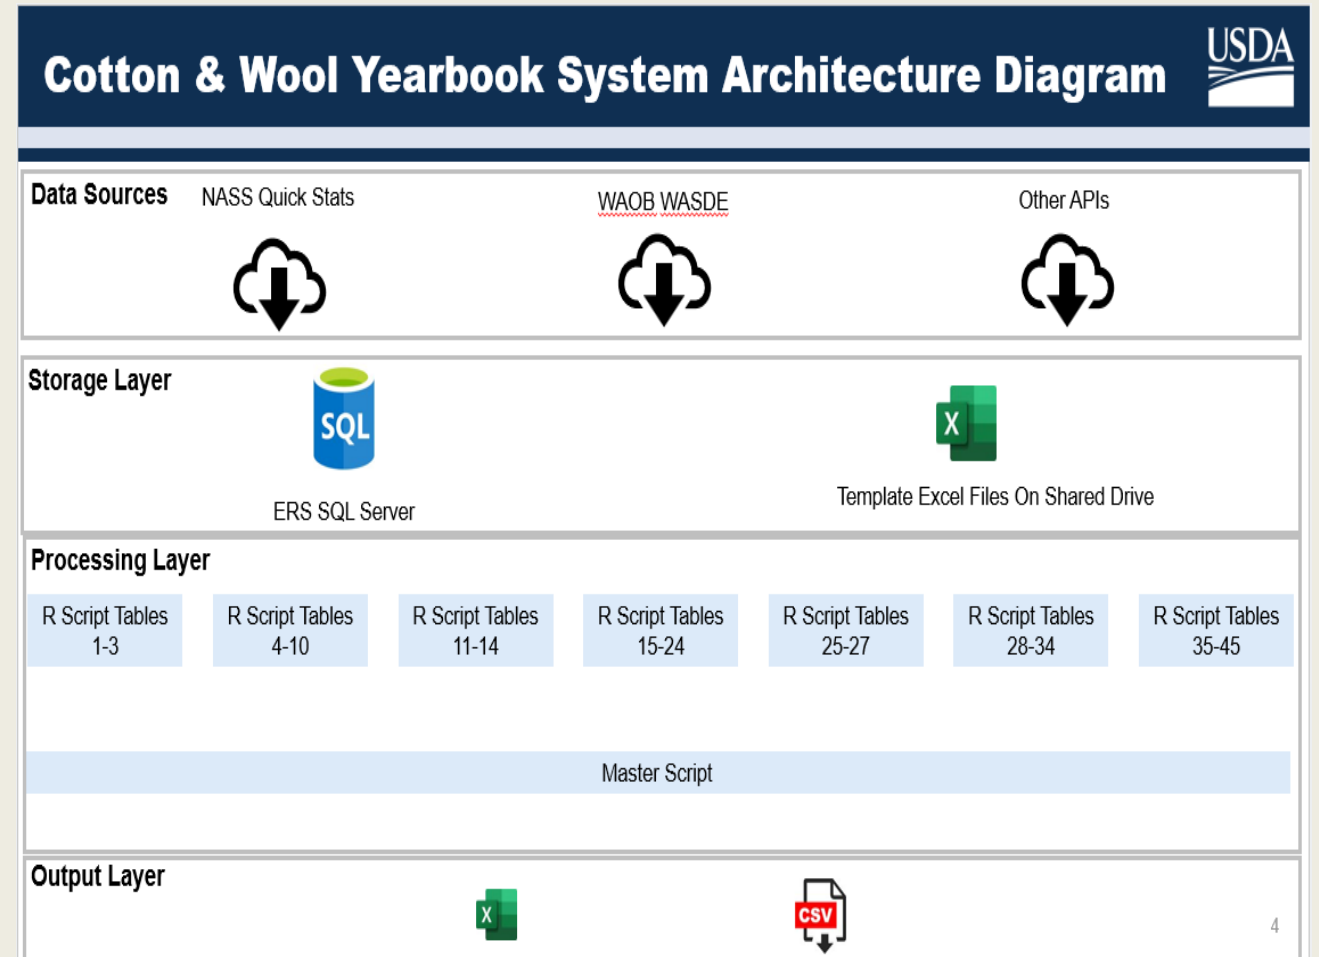 Cotton & Wool Yearbook System Architecture Diagram
USDA
Data Sources
NASS Quick Stats
WAOB WASDE
Other APIs
Storage Layer
SQL
X
ERS SQL Server
Template Excel Files On Shared Drive
Processing Layer
R Script Tables
1-3
R Script Tables
4-10
R Script Tables
11-14
R Script Tables
15-24
R Script Tables
25-27
R Script Tables
28-34
R Script Tables
35-45
Master Script
Output Layer
X
CSV
4